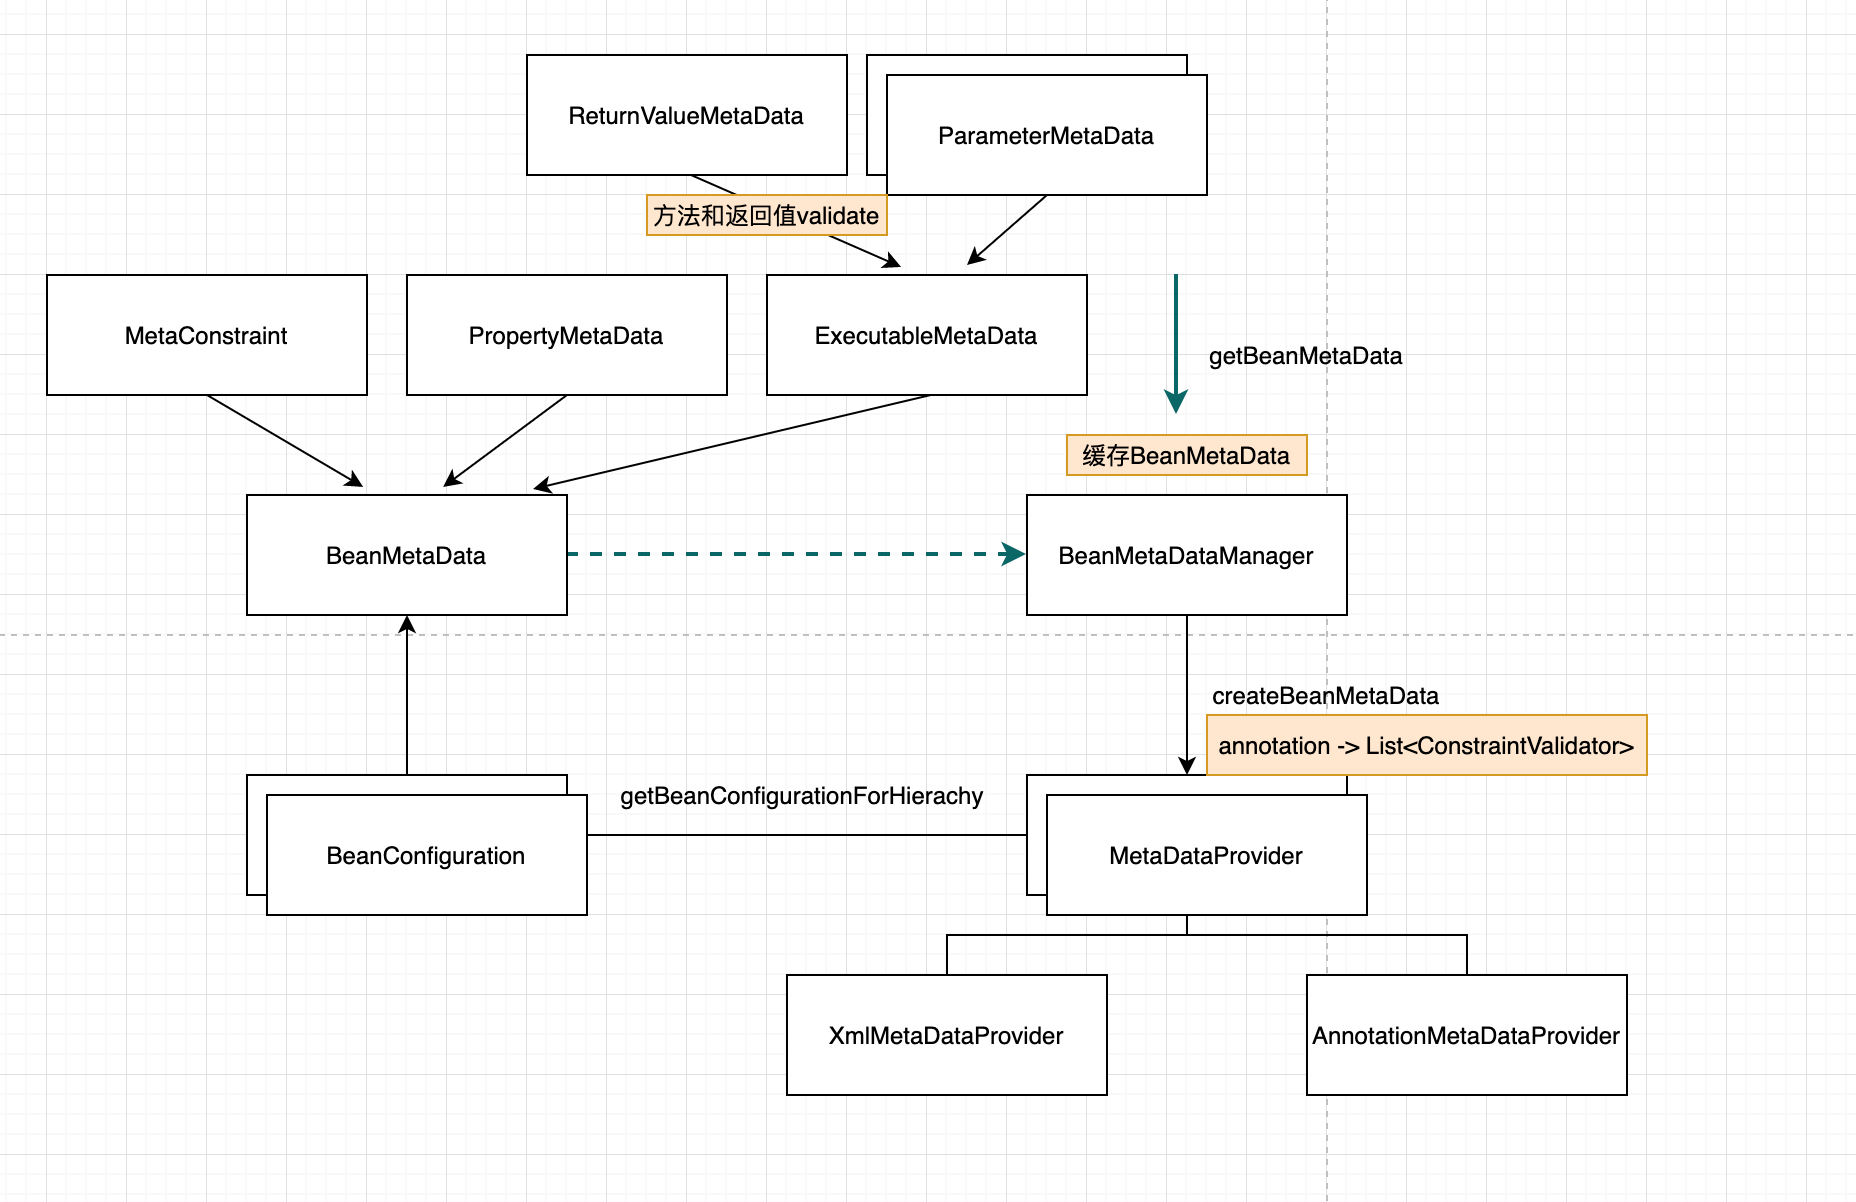 ReturnValueMetaData
ParameterMetaData
方法和返回值validate
MetaConstraint
PropertyMetaData
ExecutableMetaData
getBeanMetaData
缓存BeanMetaData
BeanMetaData
BeanMetaDataManager
createBeanMetaData
annotation -> List<ConstraintValidator>
getBeanConfigurationForHierachy
BeanConfiguration
MetaDataProvider
XmlMetaDataProvider
AnnotationMetaDataProvider